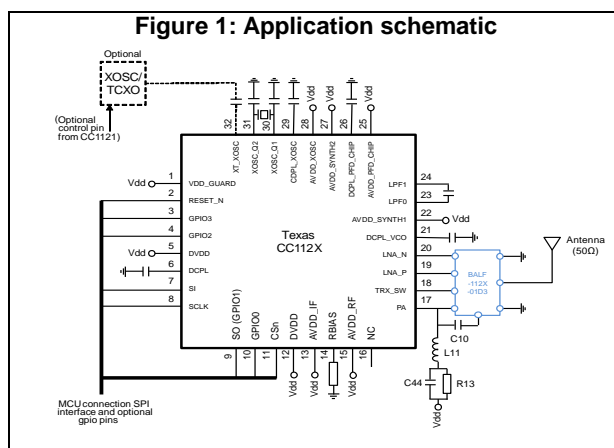 Figure 1: Application schematic
Optional
XOSC/
TCXO
(Optional
control pin
from CC1121)
Vdd
Vdd
Vdd
32
31
30
29
28
27
26
25
XT_XOSC
XOSC_Q2
XOSC_Q1
CDPL_XOSC
AVDD_XOSC
AVDD_SYNTH2
DCPL_PFD_CHIP
AVDD_PFD_CHIP
Vdd
1
VDD_GUARD
2
RESET_N
3
GPIO3
4
GPIO2
Vdd
5
DVDD
6
DCPL
7
SI
8
SCLK
Texas
CC112X
LPF1
24
LPF0
23
AVDD_SYNTH1
22
Vdd
DCPL_VCO
21
LNA_N
20
LNA_P
19
TRX_SW
18
PA
17
BALF
-112X
-01D3
Antenna
(50Ω)
SO (GPIO1)
GPIO0
CSn
DVDD
AVDD_IF
RBIAS
AVDD_RF
NC
9
10
11
12
13
14
15
16
Vdd
Vdd
Vdd
C10
L11
C44
R13
Vdd
MCU connection SPI
interface and optional
gpio pins